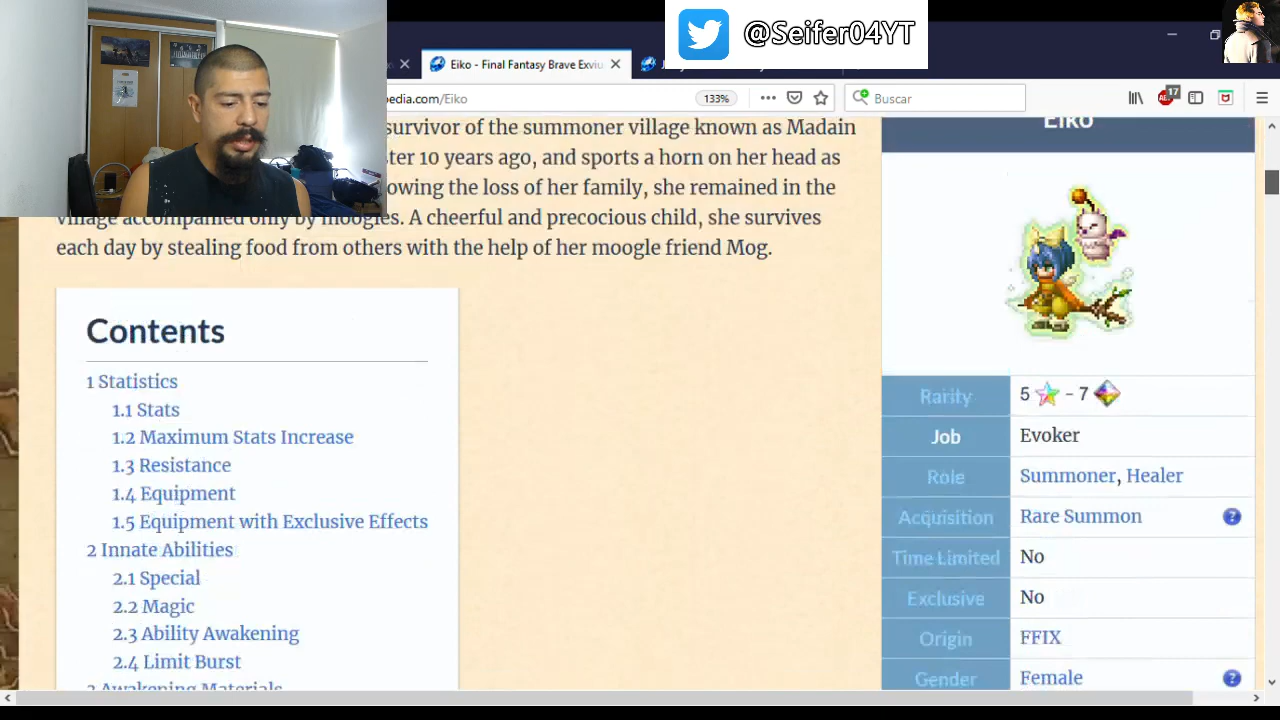 @Seifer04YT
Eiko - Final Fantasy Brave Exviu
pedia.com/Eiko
133%
Buscar
17
survivor of the summoner village known as Madain
ster 10 years ago, and sports a horn on her head as
owing the loss of her family, she remained in the
village accompanied only by moogles. A cheerful and precocious child, she survives
each day by stealing food from others with the help of her moogle friend Mog.
Contents
1 Statistics
1.1 Stats
1.2 Maximum Stats Increase
1.3 Resistance
1.4 Equipment
1.5 Equipment with Exclusive Effects
2 Innate Abilities
2.1 Special
2.2 Magic
2.3 Ability Awakening
2.4 Limit Burst
3 Awakening Materials
Eiko
Rarity 5 - 7
Job Evoker
Role Summoner, Healer
Acquisition Rare Summon ?
Time Limited No
Exclusive No
Origin FFIX
Gender Female ?